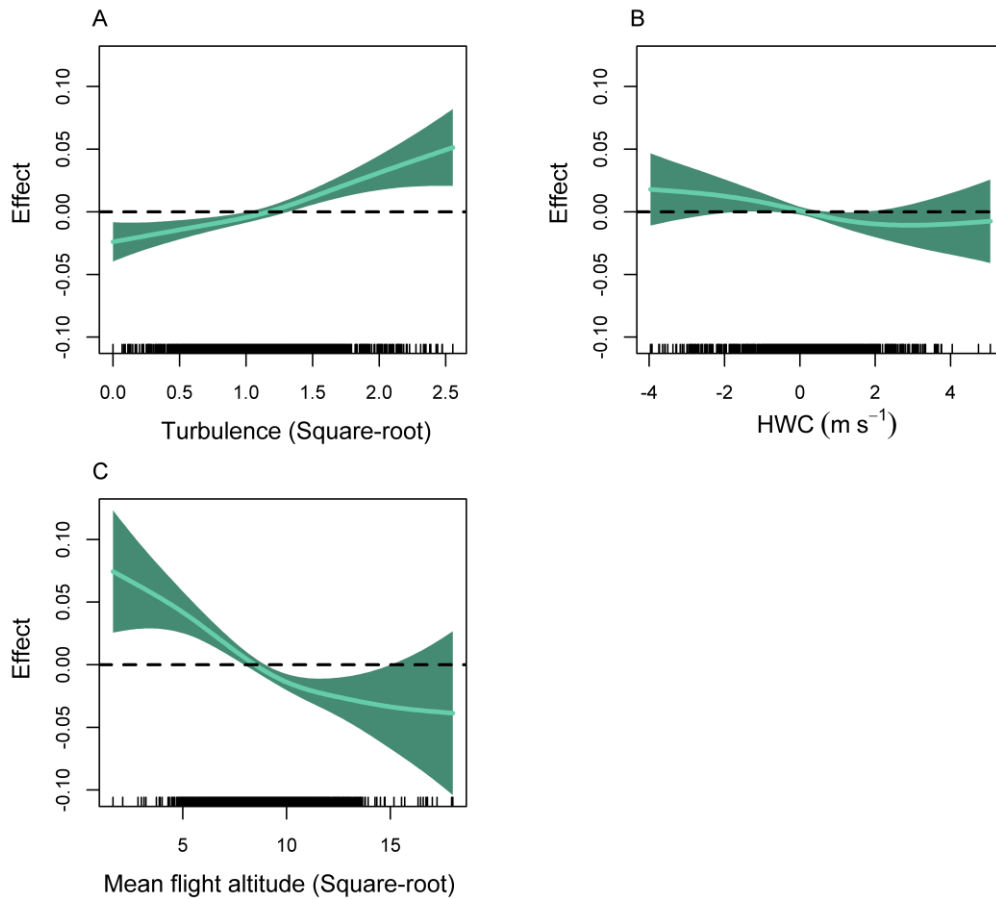 A
Effect
0.10
0.05
0.00
-0.05
-0.10
0.0 0.5 1.0 1.5 2.0 2.5
Turbulence (Square-root)
B
Effect
0.10
0.05
0.00
-0.05
-0.10
-4 -2 0 2 4
HWC (m s⁻¹)
C
Effect
0.10
0.05
0.00
-0.05
-0.10
5 10 15
Mean flight altitude (Square-root)